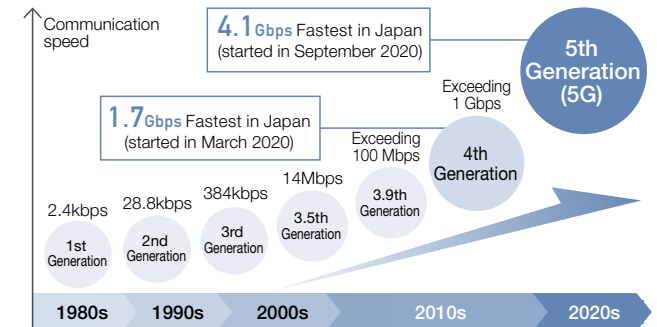 Communication
speed
4.1Gbps Fastest in Japan
(started in September 2020)
5th
Generation
(5G)
1.7Gbps Fastest in Japan
(started in March 2020)
Exceeding
1 Gbps
4th
Generation
Exceeding
100 Mbps
3.9th
Generation
14Mbps
3.5th
Generation
384kbps
3rd
Generation
28.8kbps
2nd
Generation
2.4kbps
1st
Generation
1980s 1990s 2000s 2010s 2020s